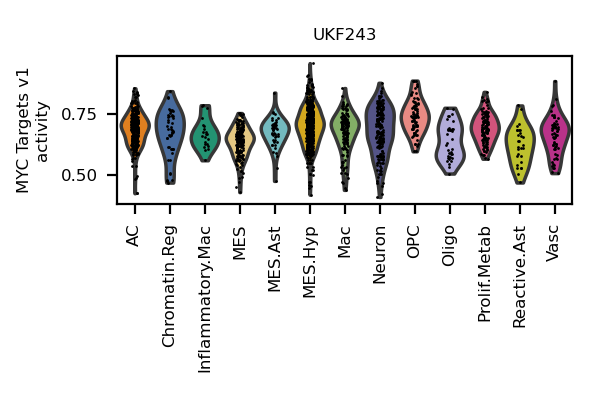 UKF243
MYC Targets v1
activity
0.75
0.50
AC
Chromatin.Reg
Inflammatory.Mac
MES
MES.Ast
MES.Hyp
Mac
Neuron
OPC
Oligo
Prolif.Metab
Reactive.Ast
Vasc